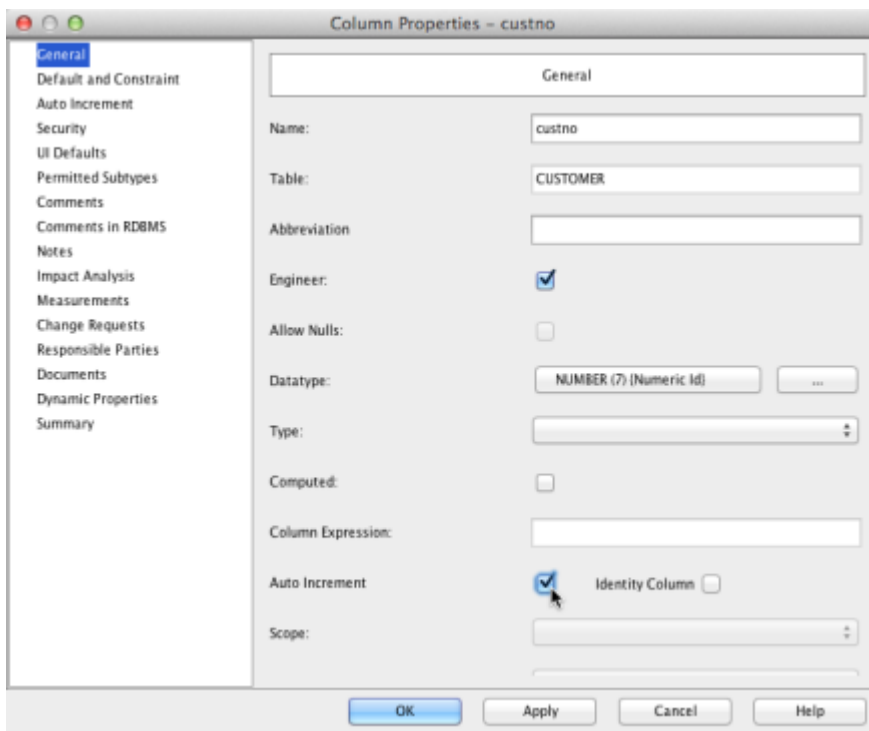 Column Properties - custno
General
Default and Constraint
Auto Increment
Security
UI Defaults
Permitted Subtypes
Comments
Comments in RDBMS
Notes
Impact Analysis
Measurements
Change Requests
Responsible Parties
Documents
Dynamic Properties
Summary
General
Name: custno
Table: CUSTOMER
Abbreviation
Engineer:
Allow Nulls:
Datatype: NUMBER (7) (Numeric Id) ...
Type:
Computed:
Column Expression:
Auto Increment Identity Column
Scope:
OK Apply Cancel Help